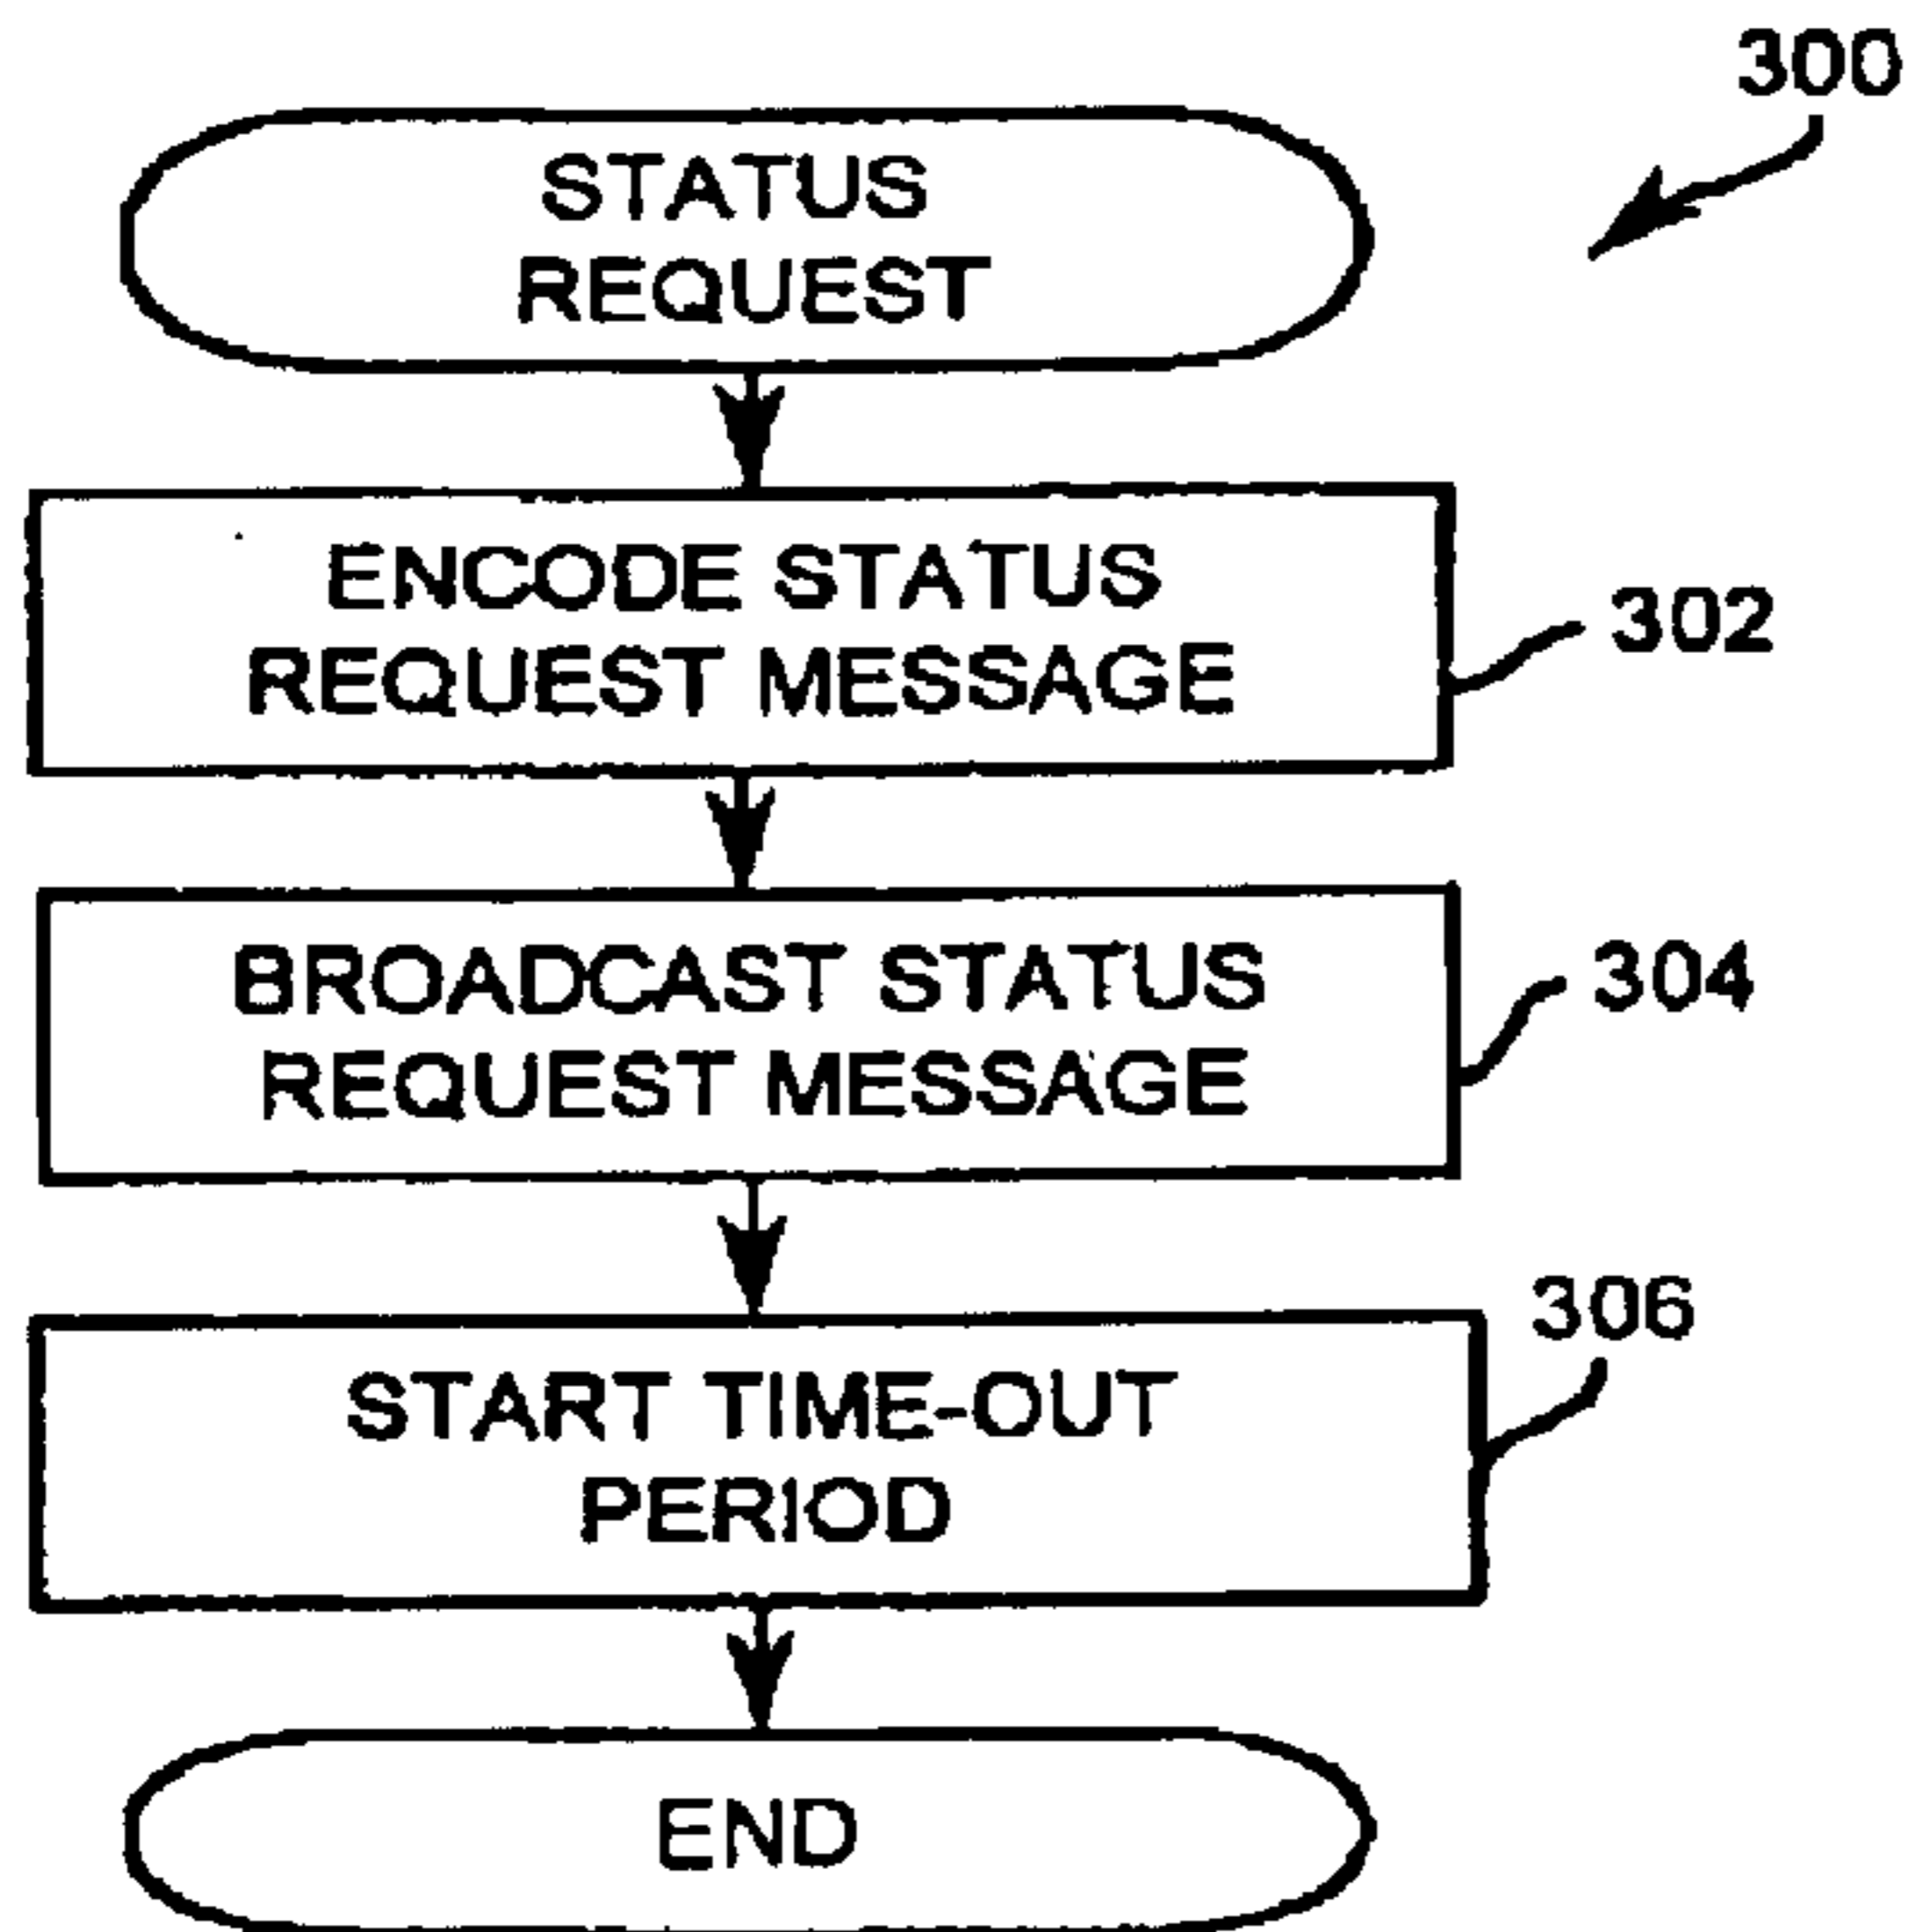 300
STATUS
REQUEST
ENCODE STATUS
REQUEST MESSAGE
302
BROADCAST STATUS
REQUEST MESSAGE
304
306
START TIME-OUT
PERIOD
END